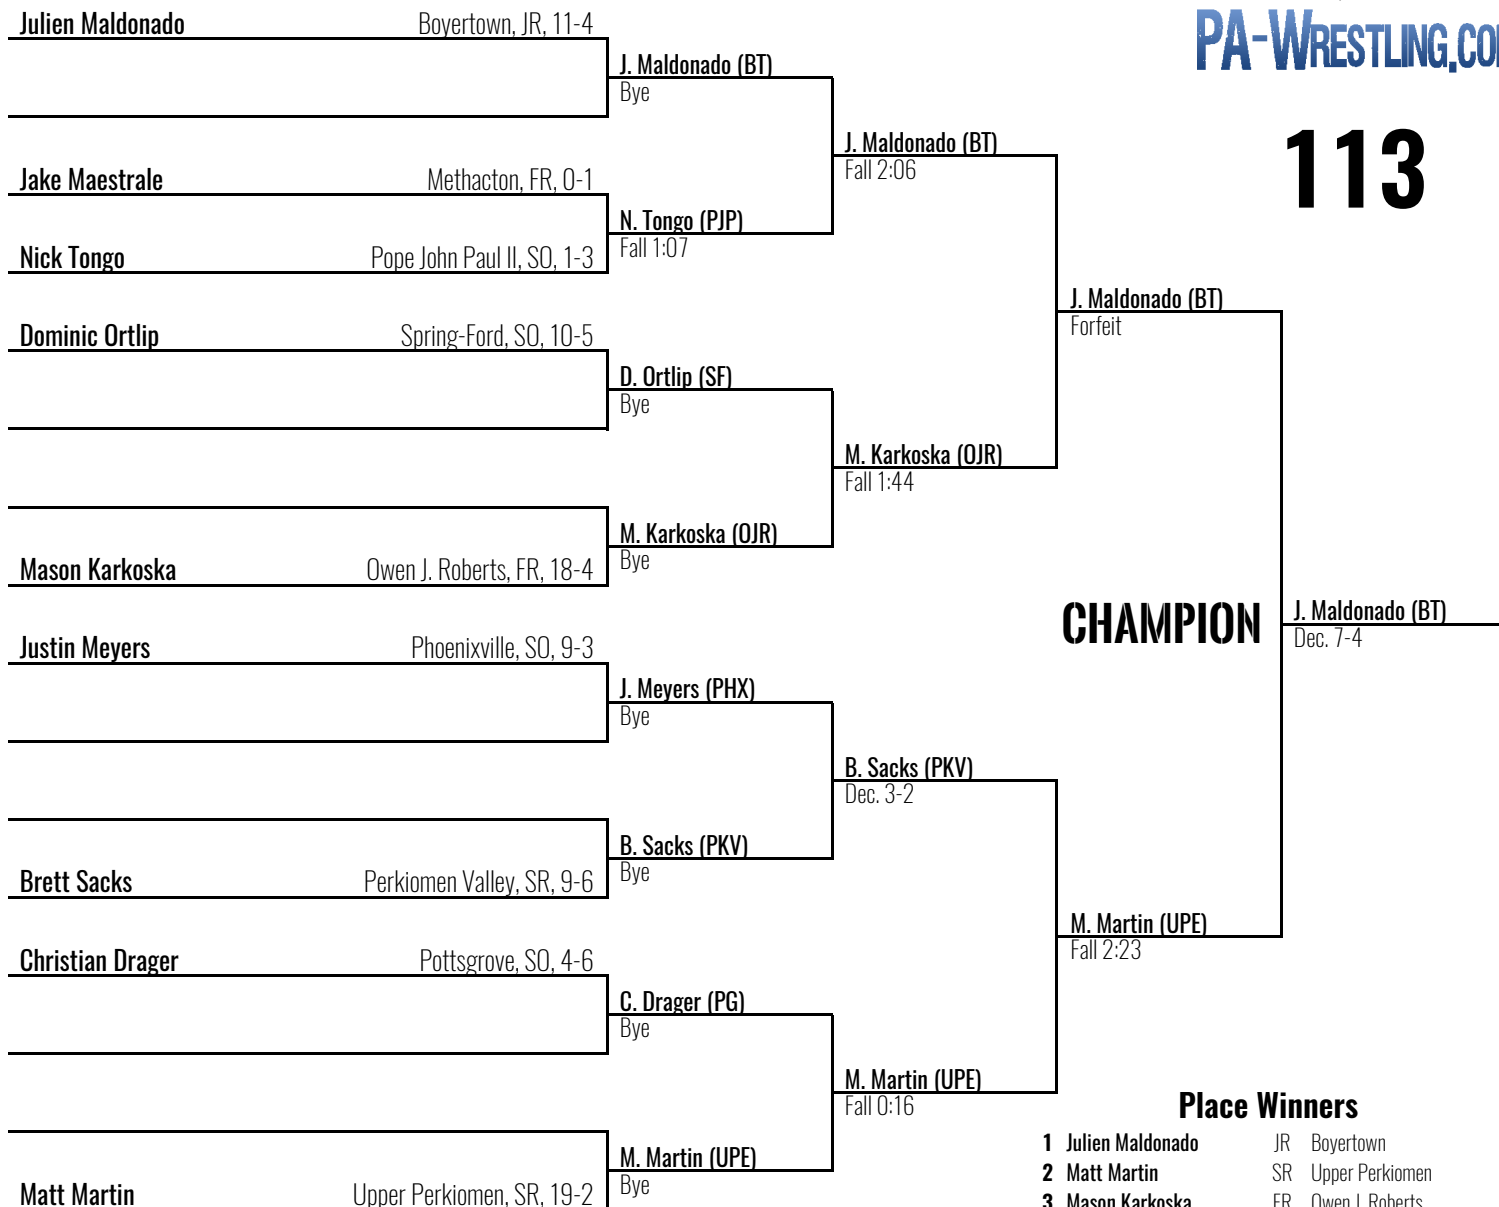 PA-WRESTLING.CO
113
Julien Maldonado Boyertown, JR, 11-4
J. Maldonado (BT)
Bye
J. Maldonado (BT)
Fall 2:06
Jake Maestrale Methacton, FR, 0-1
N. Tongo (PJP)
Fall 1:07
Nick Tongo Pope John Paul II, SO, 1-3
J. Maldonado (BT)
Forfeit
Dominic Ortlip Spring-Ford, SO, 10-5
D. Ortlip (SF)
Bye
M. Karkoska (OJR)
Fall 1:44
M. Karkoska (OJR)
Bye
Mason Karkoska Owen J. Roberts, FR, 18-4
CHAMPION
J. Maldonado (BT)
Dec. 7-4
Justin Meyers Phoenixville, SO, 9-3
J. Meyers (PHX)
Bye
B. Sacks (PKV)
Dec. 3-2
B. Sacks (PKV)
Bye
Brett Sacks Perkiomen Valley, SR, 9-6
M. Martin (UPE)
Fall 2:23
Christian Drager Pottsgrove, SO, 4-6
C. Drager (PG)
Bye
M. Martin (UPE)
Fall 0:16
M. Martin (UPE)
Bye
Matt Martin Upper Perkiomen, SR, 19-2
Place Winners
1 Julien Maldonado JR Boyertown
2 Matt Martin SR Upper Perkiomen
3 Mason Karkoska FR Owen J. Roberts